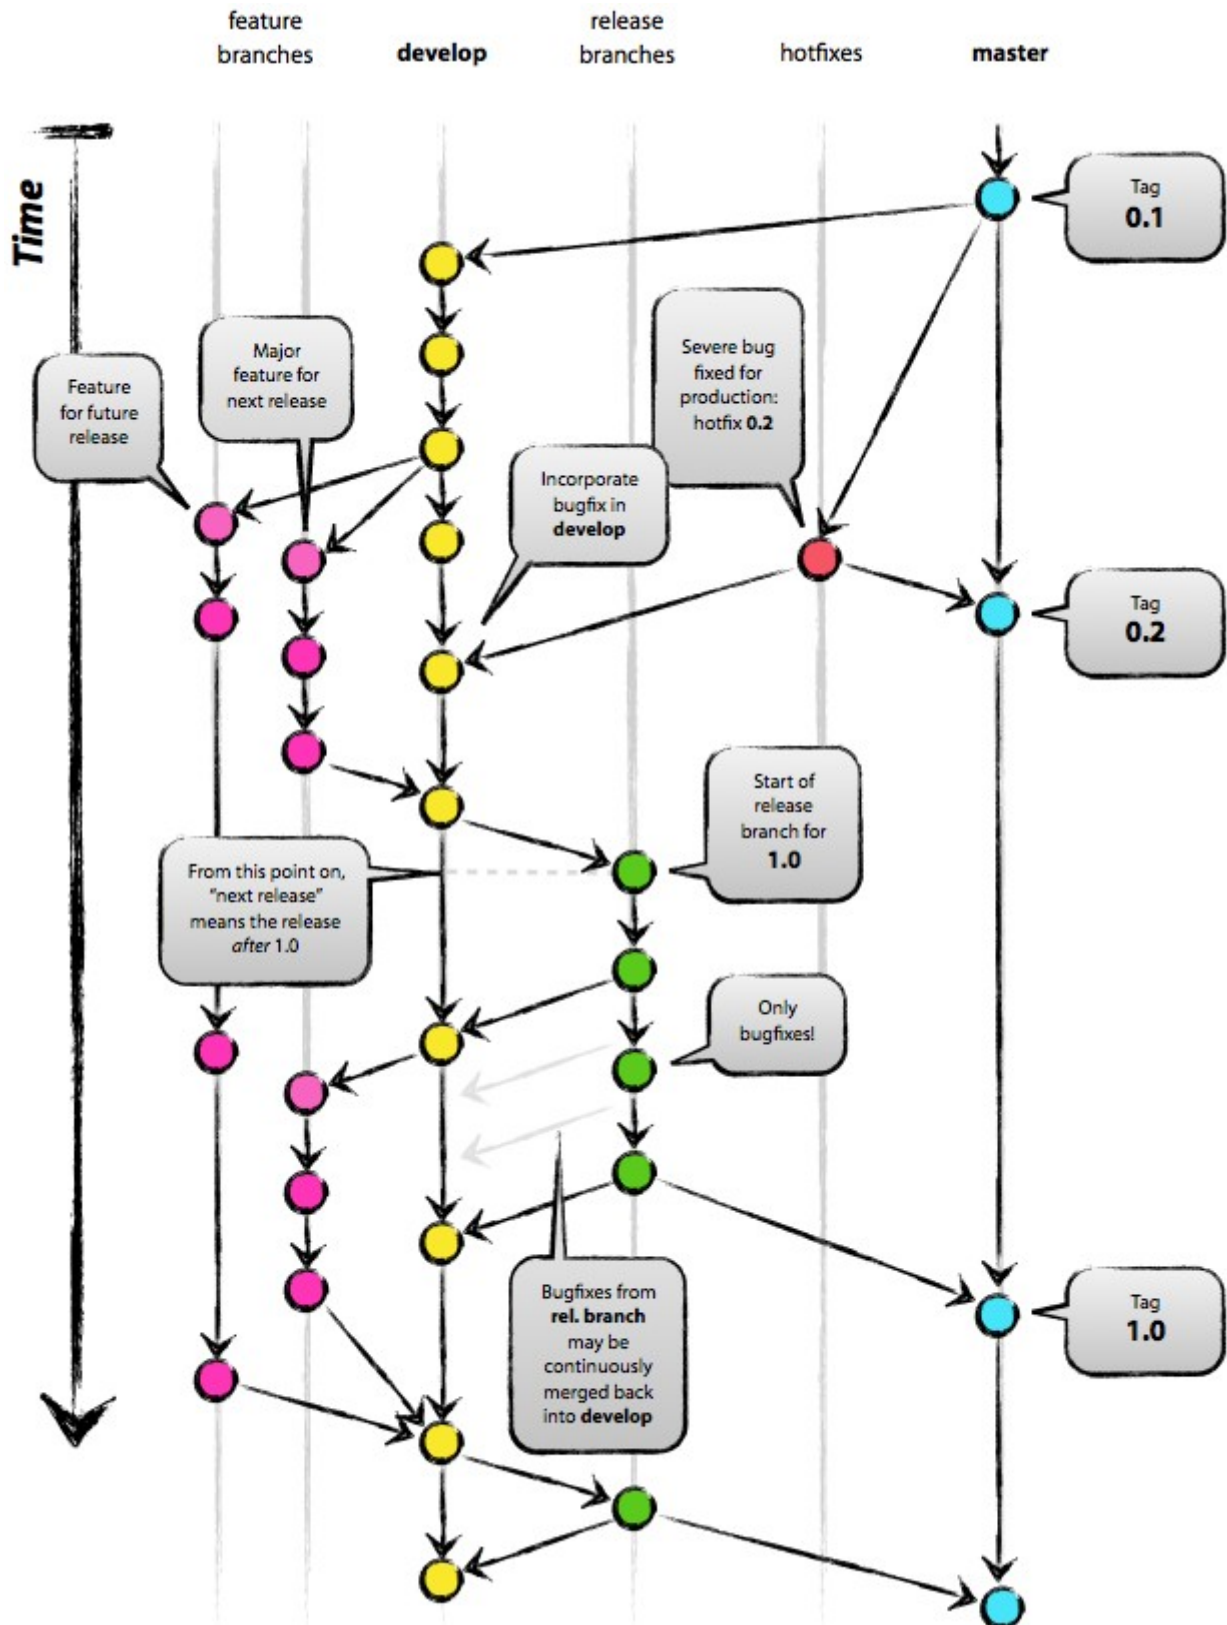 feature
branches
develop
release
branches
hotfixes
master
Time
Tag
0.1
Major
feature for
next release
Feature
for future
release
Severe bug
fixed for
production:
hotfix 0.2
Incorporate
bugfix in
develop
Tag
0.2
Start of
release
branch for
1.0
From this point on,
“next release”
means the release
after 1.0
Only
bugfixes!
Bugfixes from
rel. branch
may be
continuously
merged back
into develop
Tag
1.0